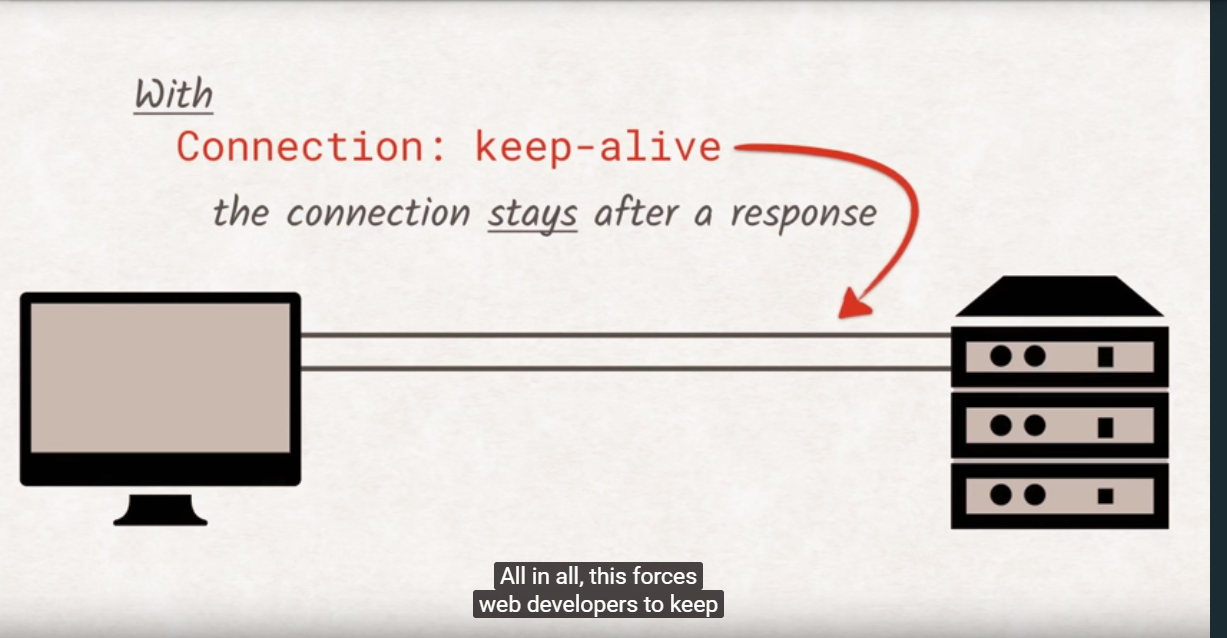 With
Connection: keep-alive
the connection stays after a response
All in all, this forces
web developers to keep